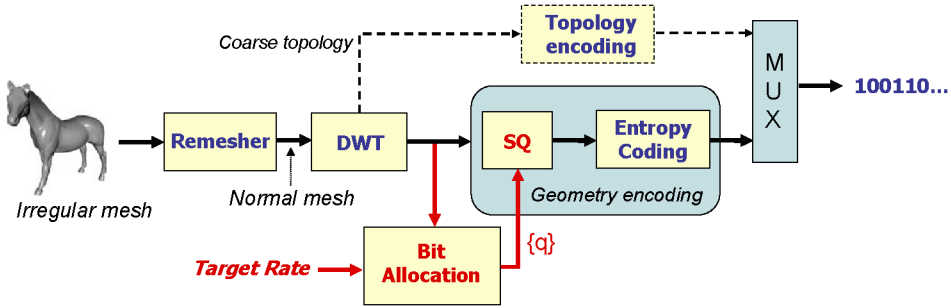 Coarse topology
Topology
encoding
M
U
X
100110...
Remesher
DWT
SQ
Entropy
Coding
Irregular mesh
Normal mesh
Geometry encoding
Bit
Allocation
{q}
Target Rate